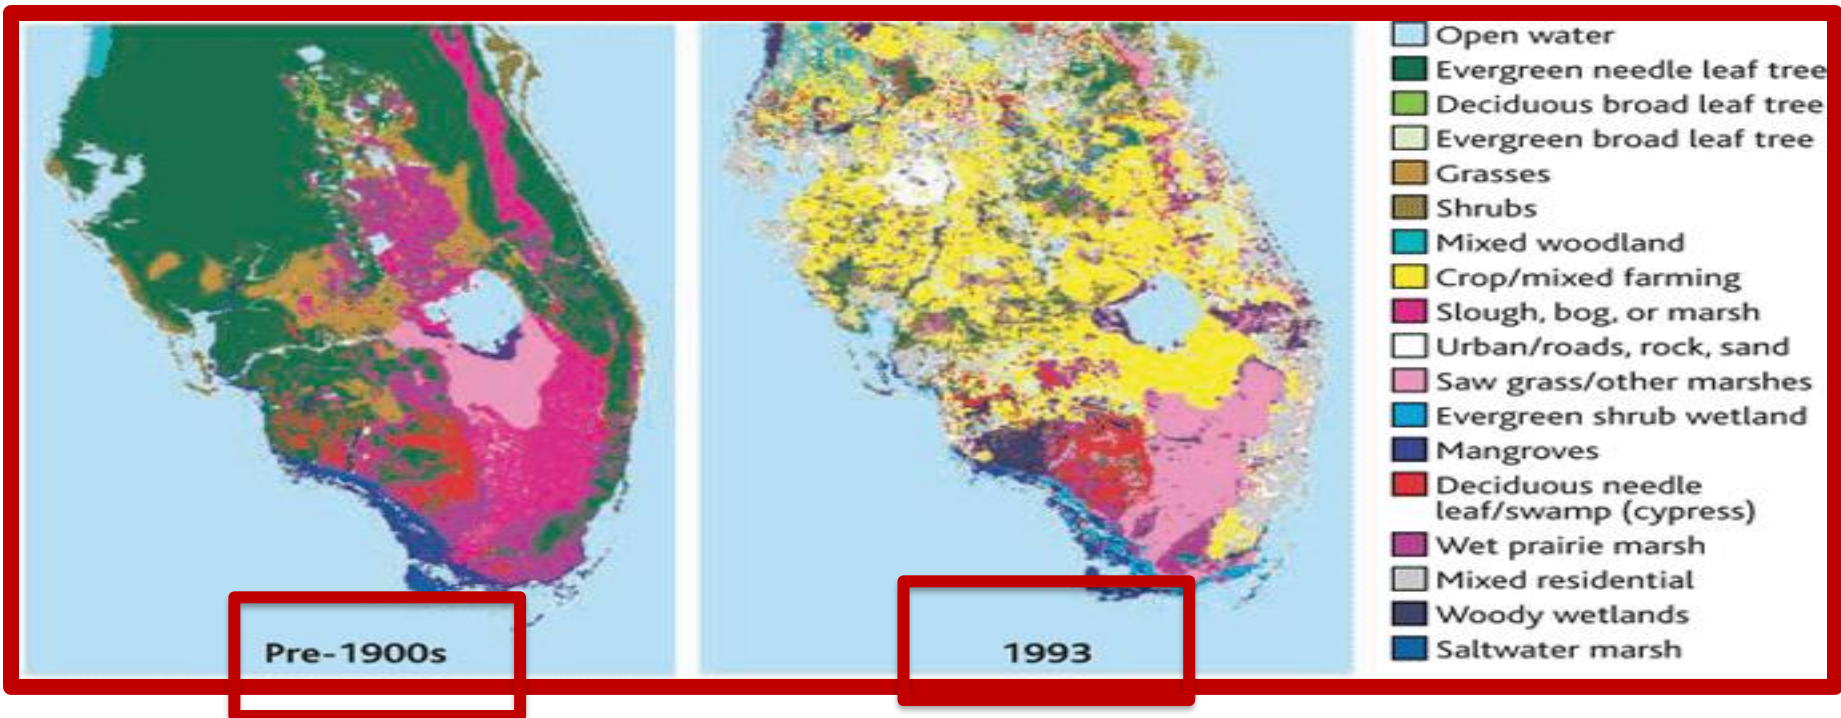 Open water
Evergreen needle leaf tree
Deciduous broad leaf tree
Evergreen broad leaf tree
Grasses
Shrubs
Mixed woodland
Crop/mixed farming
Slough, bog, or marsh
Urban/roads, rock, sand
Saw grass/other marshes
Evergreen shrub wetland
Mangroves
Deciduous needle
leaf/swamp (cypress)
Wet prairie marsh
Mixed residential
Woody wetlands
Saltwater marsh
Pre-1900s
1993